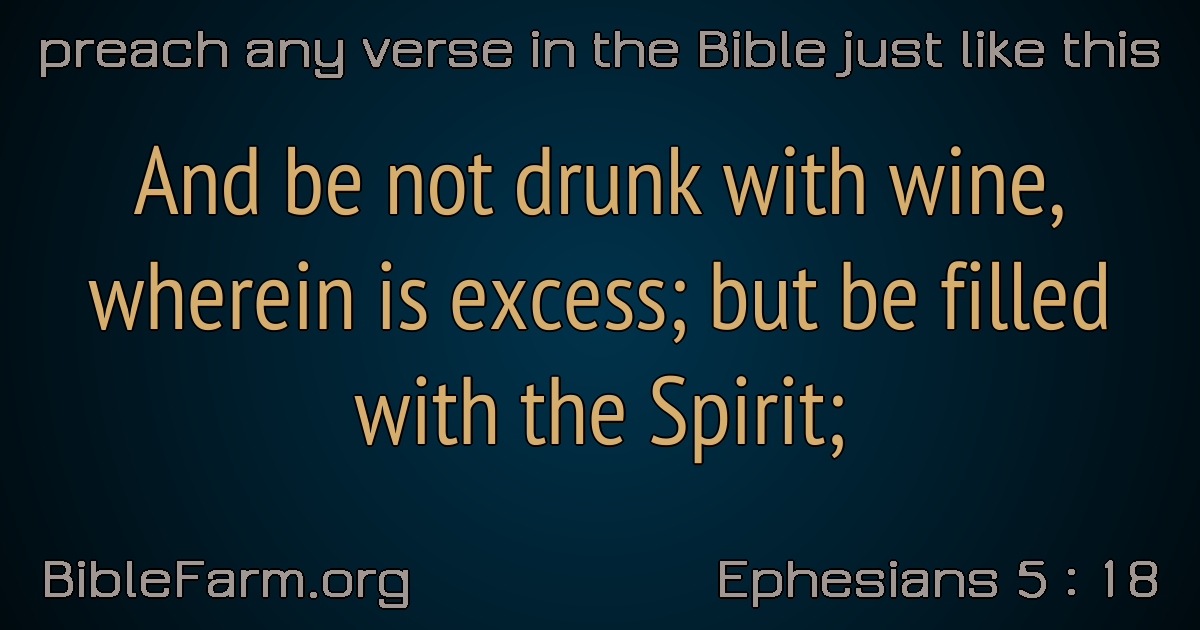 preach any verse in the Bible just like this
And be not drunk with wine,
wherein is excess; but be filled
with the Spirit;
BibleFarm.org
Ephesians 5 : 18